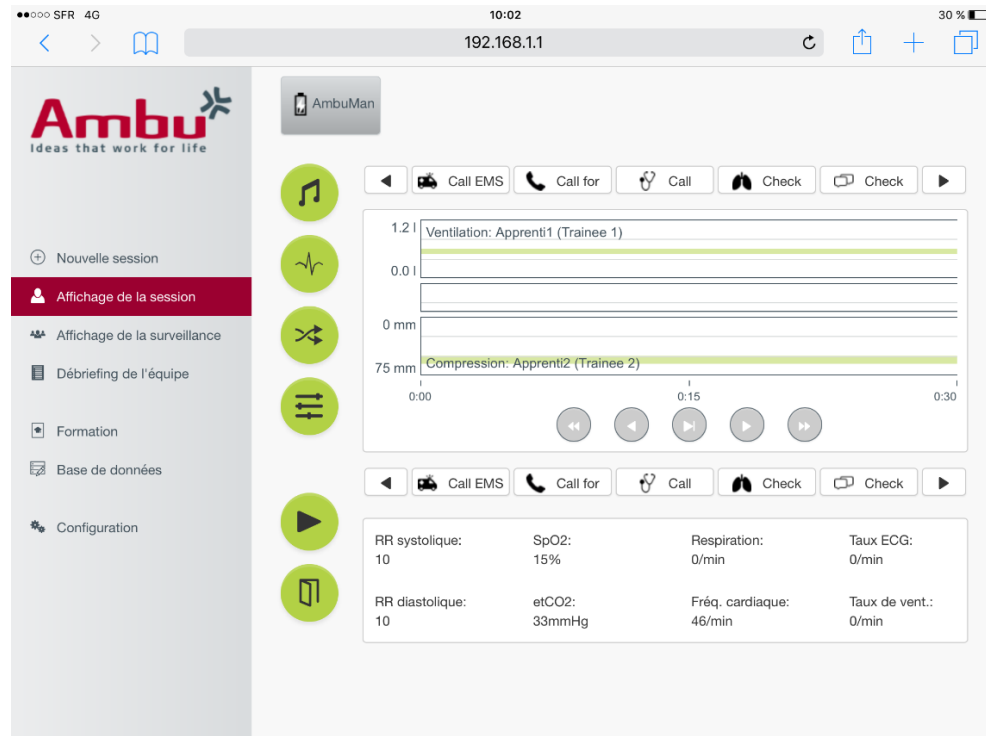 SFR 4G
10:02
30 %
192.168.1.1
Ambu
Ideas that work for life
AmbuMan
Nouvelle session
Affichage de la session
Affichage de la surveillance
Débriefing de l'équipe
Formation
Base de données
Configuration
Call EMS
Call for
Call
Check
Check
1.2 l
Ventilation: Apprenti1 (Trainee 1)
0.0 l
0 mm
75 mm
Compression: Apprenti2 (Trainee 2)
0:00
0:15
0:30
Call EMS
Call for
Call
Check
Check
RR systolique:
10
SpO2:
15%
Respiration:
0/min
Taux ECG:
0/min
RR diastolique:
10
etCO2:
33mmHg
Fréq. cardiaque:
46/min
Taux de vent.:
0/min